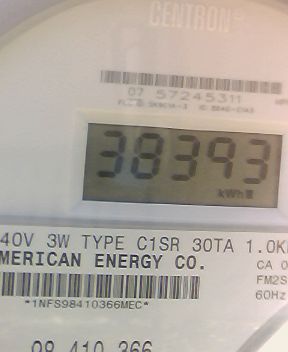 CENTRON
07 57245311
38393
kWh
40V 3W TYPE C1SR 30TA 1.0K
MERICAN ENERGY CO.
CA 0
FM2S
60Hz
*1NFS98410366MEC*
98 410 366